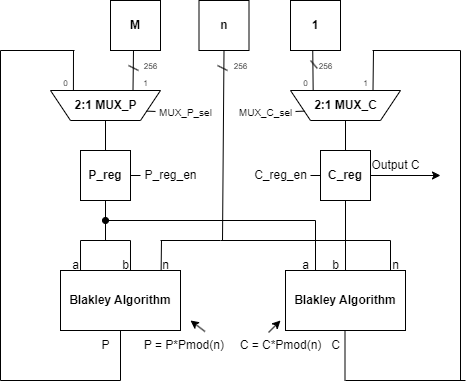 M
n
1
256
256
256
0
1
0
1
2:1 MUX_P
MUX_P_sel
MUX_C_sel
2:1 MUX_C
P_reg
P_reg_en
C_reg_en
C_reg
Output C
a
b
n
a
b
n
Blakley Algorithm
Blakley Algorithm
P
P = P*Pmod(n)
C = C*Pmod(n)
C